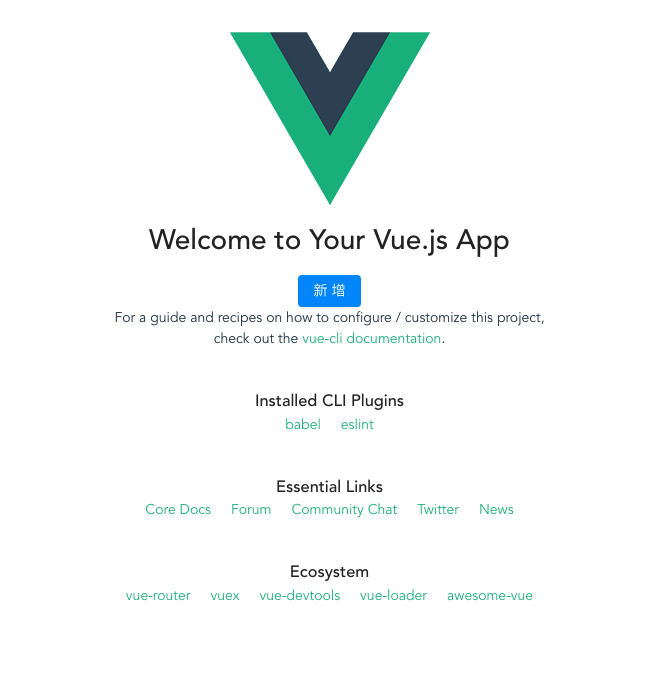 Welcome to Your Vue.js App
新 增
For a guide and recipes on how to configure / customize this project,
check out the vue-cli documentation.
Installed CLI Plugins
babel eslint
Essential Links
Core Docs Forum Community Chat Twitter News
Ecosystem
vue-router vuex vue-devtools vue-loader awesome-vue